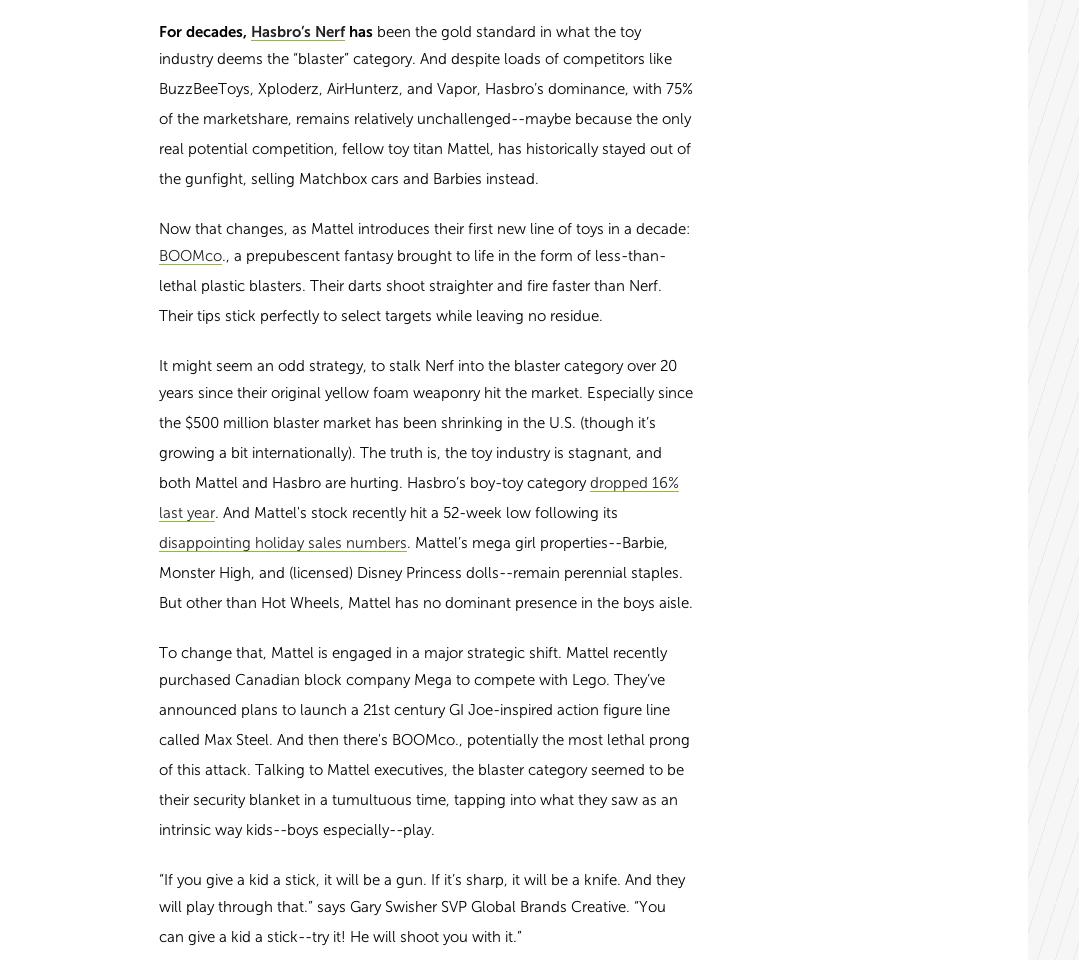 For decades, Hasbro’s Nerf has been the gold standard in what the toy
industry deems the “blaster” category. And despite loads of competitors like
BuzzBeeToys, Xploderz, AirHunterz, and Vapor, Hasbro’s dominance, with 75%
of the marketshare, remains relatively unchallenged--maybe because the only
real potential competition, fellow toy titan Mattel, has historically stayed out of
the gunfight, selling Matchbox cars and Barbies instead.
Now that changes, as Mattel introduces their first new line of toys in a decade:
BOOMco., a prepubescent fantasy brought to life in the form of less-than-
lethal plastic blasters. Their darts shoot straighter and fire faster than Nerf.
Their tips stick perfectly to select targets while leaving no residue.
It might seem an odd strategy, to stalk Nerf into the blaster category over 20
years since their original yellow foam weaponry hit the market. Especially since
the $500 million blaster market has been shrinking in the U.S. (though it’s
growing a bit internationally). The truth is, the toy industry is stagnant, and
both Mattel and Hasbro are hurting. Hasbro’s boy-toy category dropped 16%
last year. And Mattel's stock recently hit a 52-week low following its
disappointing holiday sales numbers. Mattel’s mega girl properties--Barbie,
Monster High, and (licensed) Disney Princess dolls--remain perennial staples.
But other than Hot Wheels, Mattel has no dominant presence in the boys aisle.
To change that, Mattel is engaged in a major strategic shift. Mattel recently
purchased Canadian block company Mega to compete with Lego. They’ve
announced plans to launch a 21st century GI Joe-inspired action figure line
called Max Steel. And then there’s BOOMco., potentially the most lethal prong
of this attack. Talking to Mattel executives, the blaster category seemed to be
their security blanket in a tumultuous time, tapping into what they saw as an
intrinsic way kids--boys especially--play.
“If you give a kid a stick, it will be a gun. If it’s sharp, it will be a knife. And they
will play through that.” says Gary Swisher SVP Global Brands Creative. “You
can give a kid a stick--try it! He will shoot you with it.”